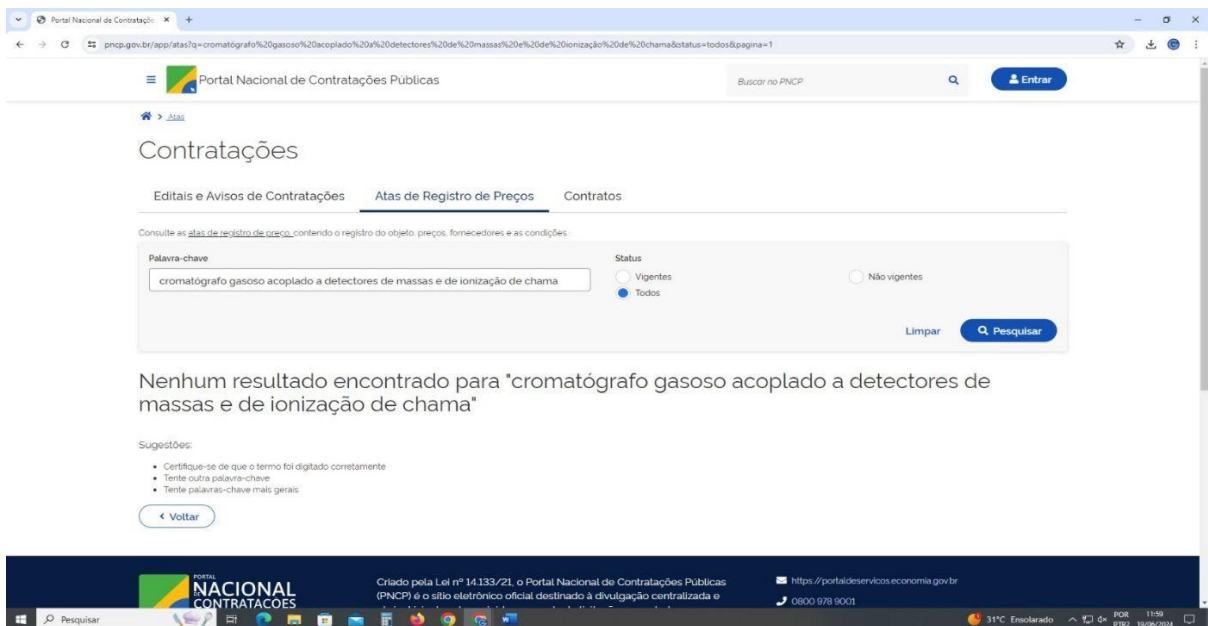 Portal Nacional de Contrataçõe
pncp.gov.br/app/atas?q=cromatógrafo%20gasoso%20acoplado%20a%20detectores%20de%20massas%20e%20de%20ionização%20de%20chama&status=todos&pagina=1
Portal Nacional de Contratações Públicas
Buscar no PNCP
Entrar
> Atas
Contratações
Editais e Avisos de Contratações Atas de Registro de Preços Contratos
Consulte as atas de registro de preço, contendo o registro do objeto, preços, fornecedores e as condições.
Palavra-chave Status
cromatógrafo gasoso acoplado a detectores de massas e de ionização de chama
Vigentes Não vigentes
Todos
Limpar Pesquisar
Nenhum resultado encontrado para "cromatógrafo gasoso acoplado a detectores de
massas e de ionização de chama"
Sugestões:
Certifique-se de que o termo foi digitado corretamente
Tente outra palavra-chave
Tente palavras-chave mais gerais
Voltar
PORTAL
NACIONAL
CONTRATACOES
Criado pela Lei nº 14.133/21, o Portal Nacional de Contratações Públicas
(PNCP) é o sítio eletrônico oficial destinado à divulgação centralizada e
https://portaldeservicos.economia.gov.br
0800 978 9001
Pesquisar
31°C Ensolarado
POR
PTB2
11:59
19/06/2024